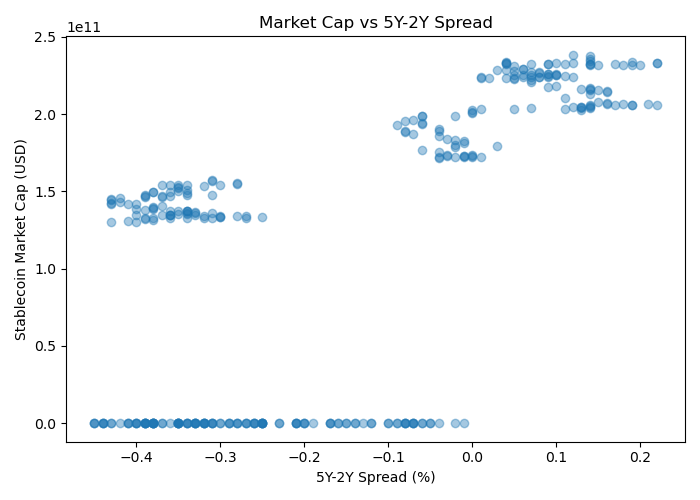 Market Cap vs 5Y-2Y Spread
1e11
2.5
2.0
1.5
1.0
0.5
0.0
Stablecoin Market Cap (USD)
−0.4 −0.3 −0.2 −0.1 0.0 0.1 0.2
5Y-2Y Spread (%)